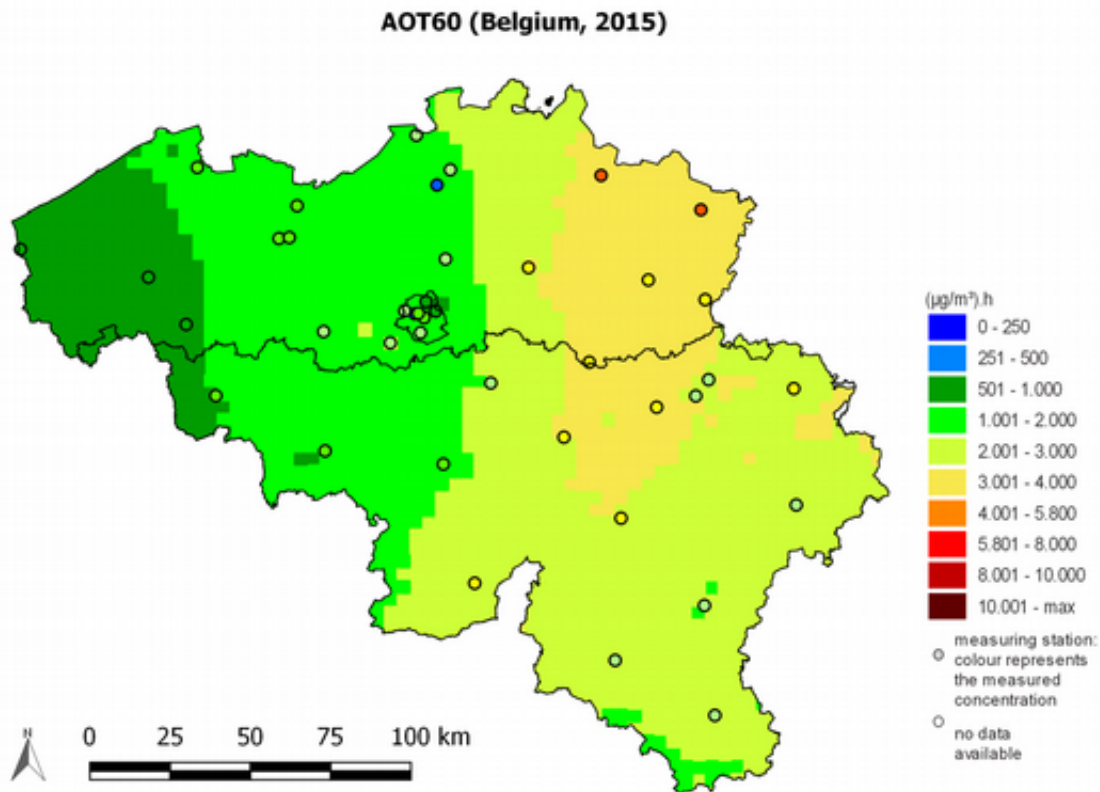 AOT60 (Belgium, 2015)
(µg/m³).h
0 - 250
251 - 500
501 - 1.000
1.001 - 2.000
2.001 - 3.000
3.001 - 4.000
4.001 - 5.800
5.801 - 8.000
8.001 - 10.000
10.001 - max
measuring station:
colour represents
the measured
concentration
no data
available
N
0 25 50 75 100 km